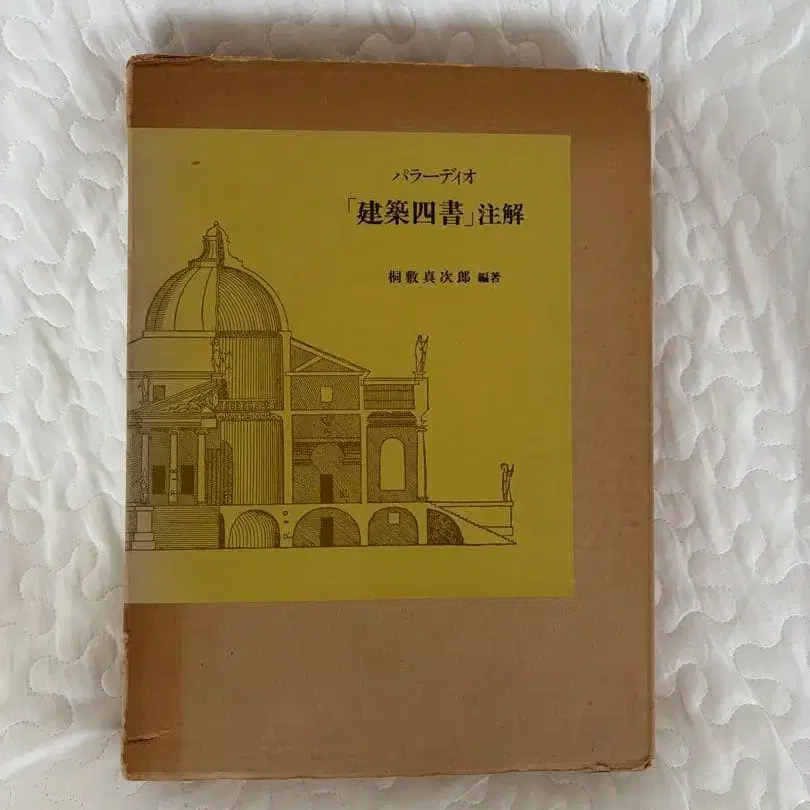 パラーディオ
「建築四書」注解
桐敷真次郎 編著